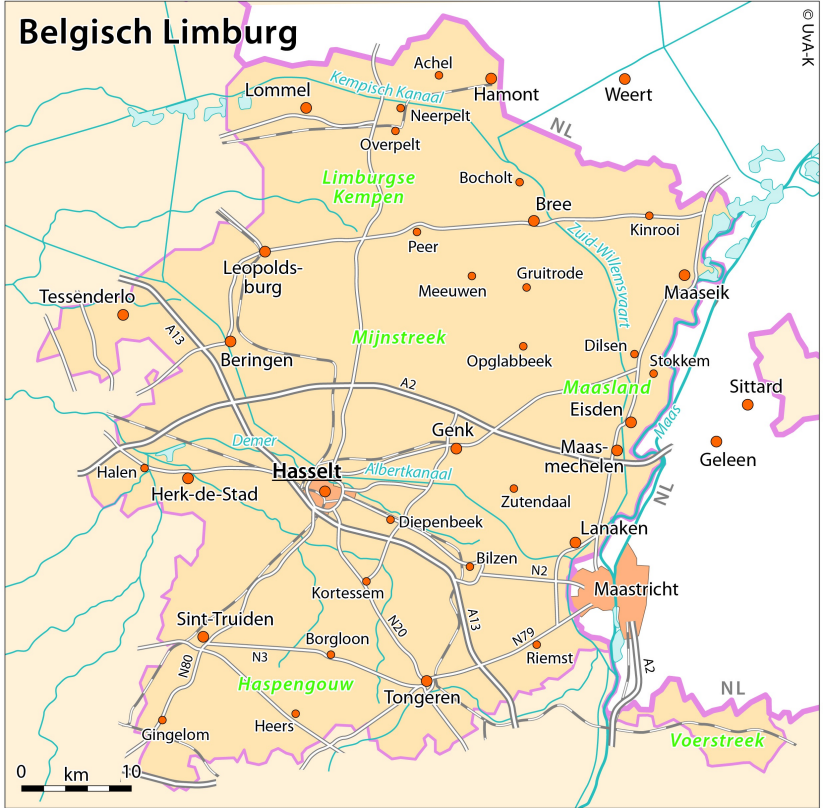 Belgisch Limburg
© UvA-K
Achel
Kempisch Kanaal
Lommel
Hamont
Weert
Neerpelt
Overpelt
NL
Limburgse
Kempen
Bocholt
Bree
Kinrooi
Peer
Zuid-Willemsvaart
Leopolds-
burg
Meeuwen
Gruitrode
Maaseik
Tessenderlo
A13
Mijnstreek
Beringen
Opglabbeek
Dilsen
Stokkem
A2
Maasland
Sittard
Eisden
Maas
Demer
Genk
Maas-
mechelen
Geleen
Halen
Hasselt
Albertkanaal
Herk-de-Stad
NL
Zutendaal
Diepenbeek
Lanaken
Bilzen
N2
Kortessem
Maastricht
Sint-Truiden
N20
A13
Borgloon
N79
N3
Riemst
N80
A2
Haspengouw
Tongeren
NL
Heers
Gingelom
Voerstreek
0 km 10